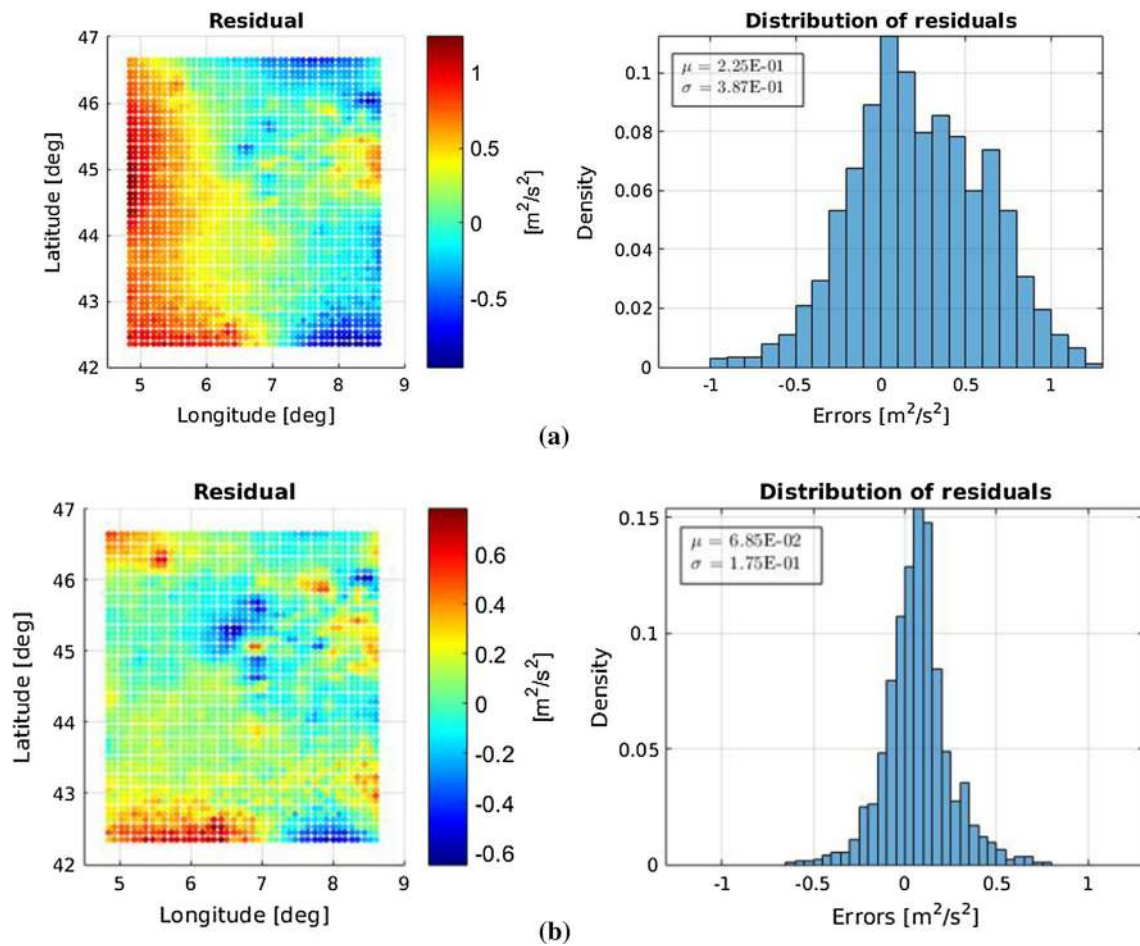 Residual
47
46
45
44
43
42
5
6
7
8
9
Latitude [deg]
Longitude [deg]
1
0.5
0
-0.5
[m²/s²]
Distribution of residuals
μ = 2.25E-01
σ = 3.87E-01
0.1
0.08
0.06
0.04
0.02
0
-1
-0.5
0
0.5
1
Density
Errors [m²/s²]
(a)
Residual
47
46
45
44
43
42
5
6
7
8
9
Latitude [deg]
Longitude [deg]
0.6
0.4
0.2
0
-0.2
-0.4
-0.6
[m²/s²]
Distribution of residuals
μ = 6.85E-02
σ = 1.75E-01
0.15
0.1
0.05
0
-1
-0.5
0
0.5
1
Density
Errors [m²/s²]
(b)